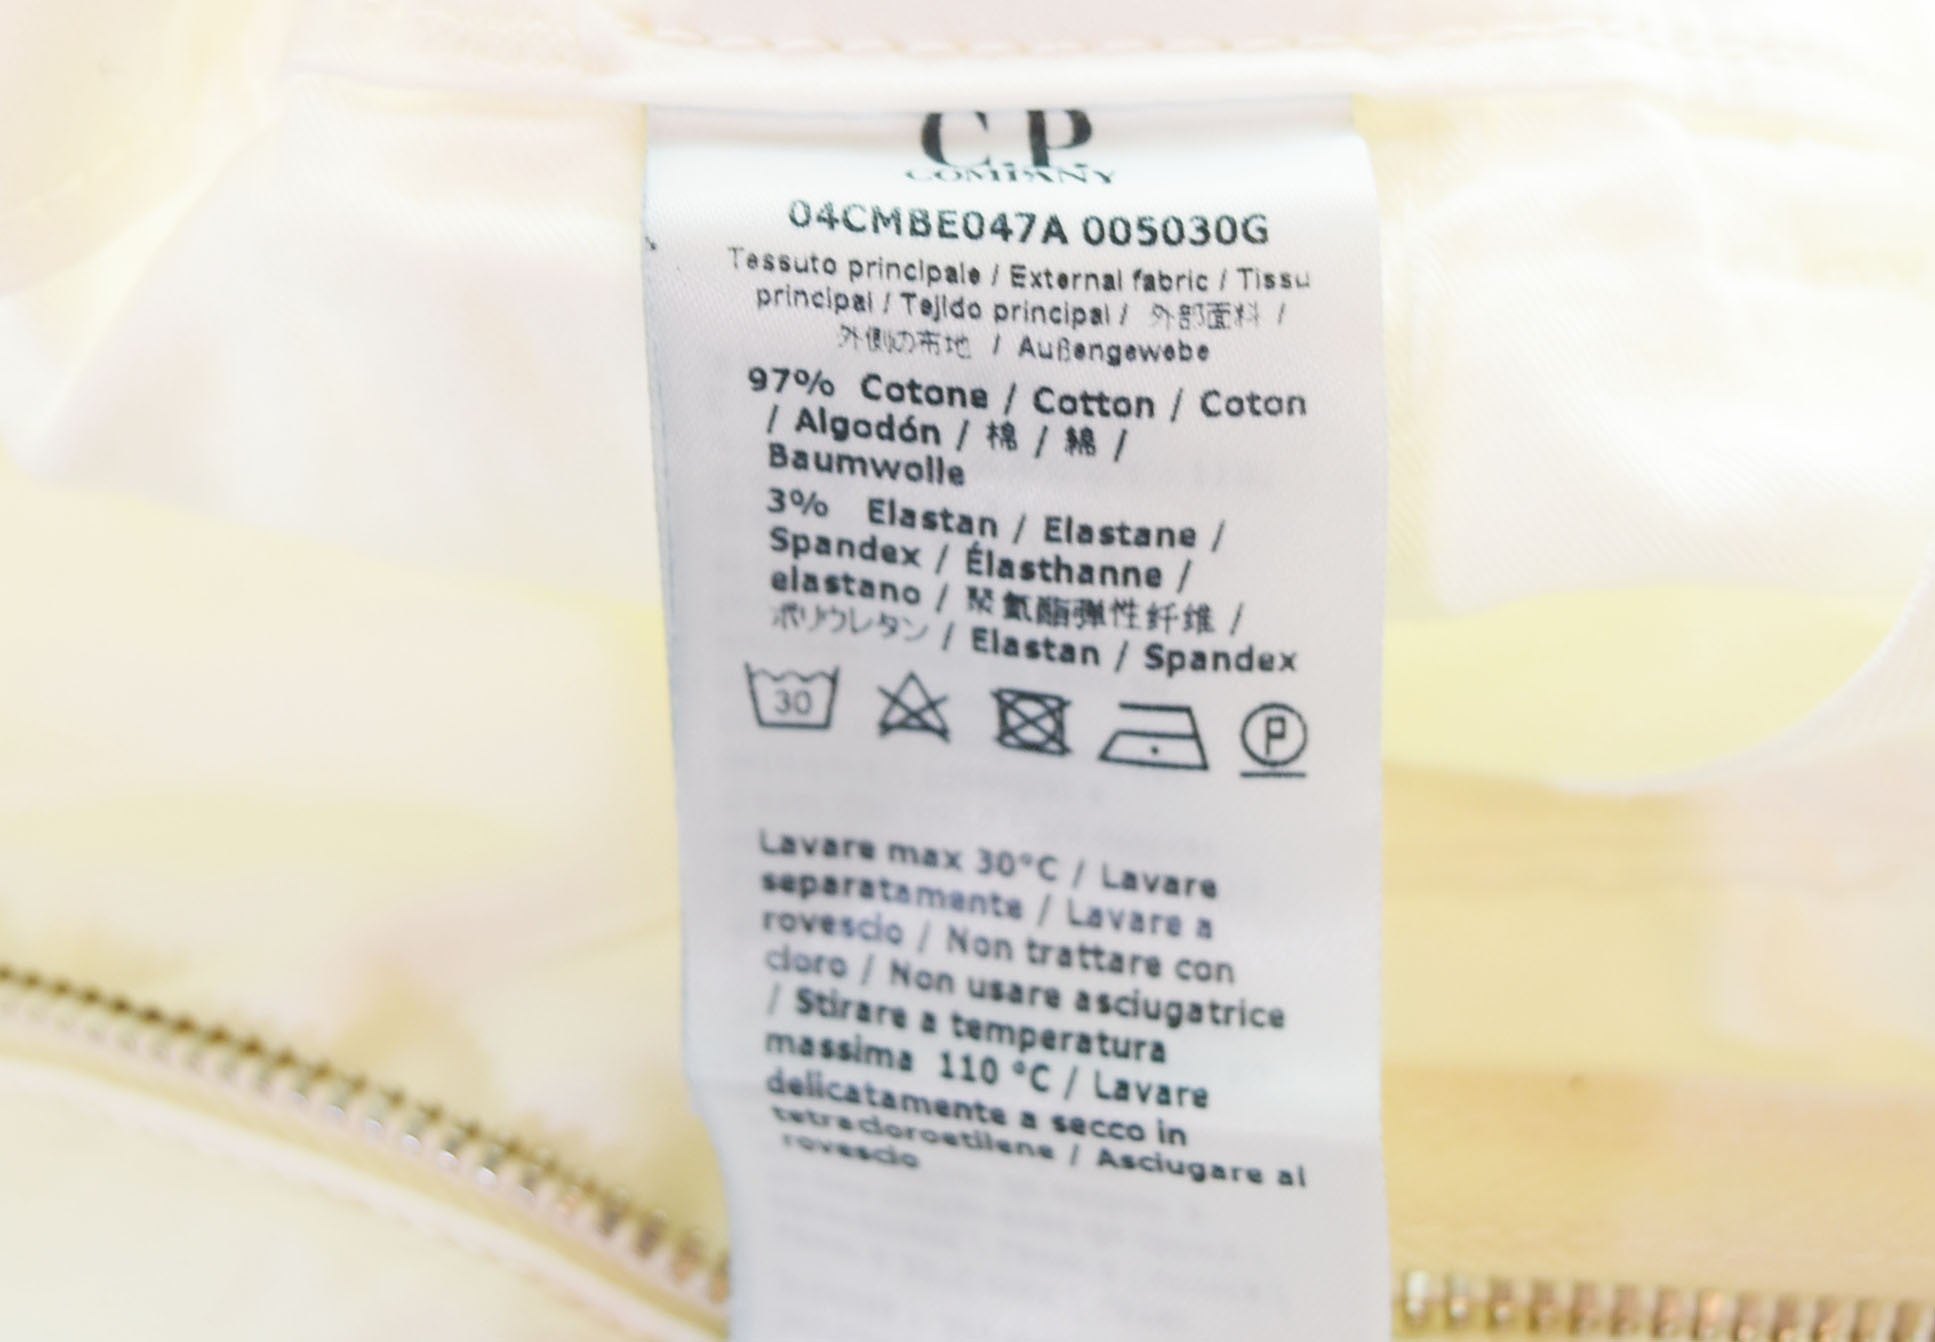 C.P.
COMPANY
04CMBE047A 005030G
Tessuto principale / External fabric / Tissu
principal / Tejido principal / 外部面料 /
外側の布地 / Außengewebe
97% Cotone / Cotton / Coton
/ Algodón / 棉 / 綿 /
Baumwolle
3% Elastan / Elastane /
Spandex / Élasthanne /
elastano / 聚氨酯弹性纤维 /
ポリウレタン / Elastan / Spandex
30 P
Lavare max 30°C / Lavare
separatamente / Lavare a
rovescio / Non trattare con
cloro / Non usare asciugatrice
/ Stirare a temperatura
massima 110 °C / Lavare
delicatamente a secco in
tetracloroetilene / Asciugare al
rovescio